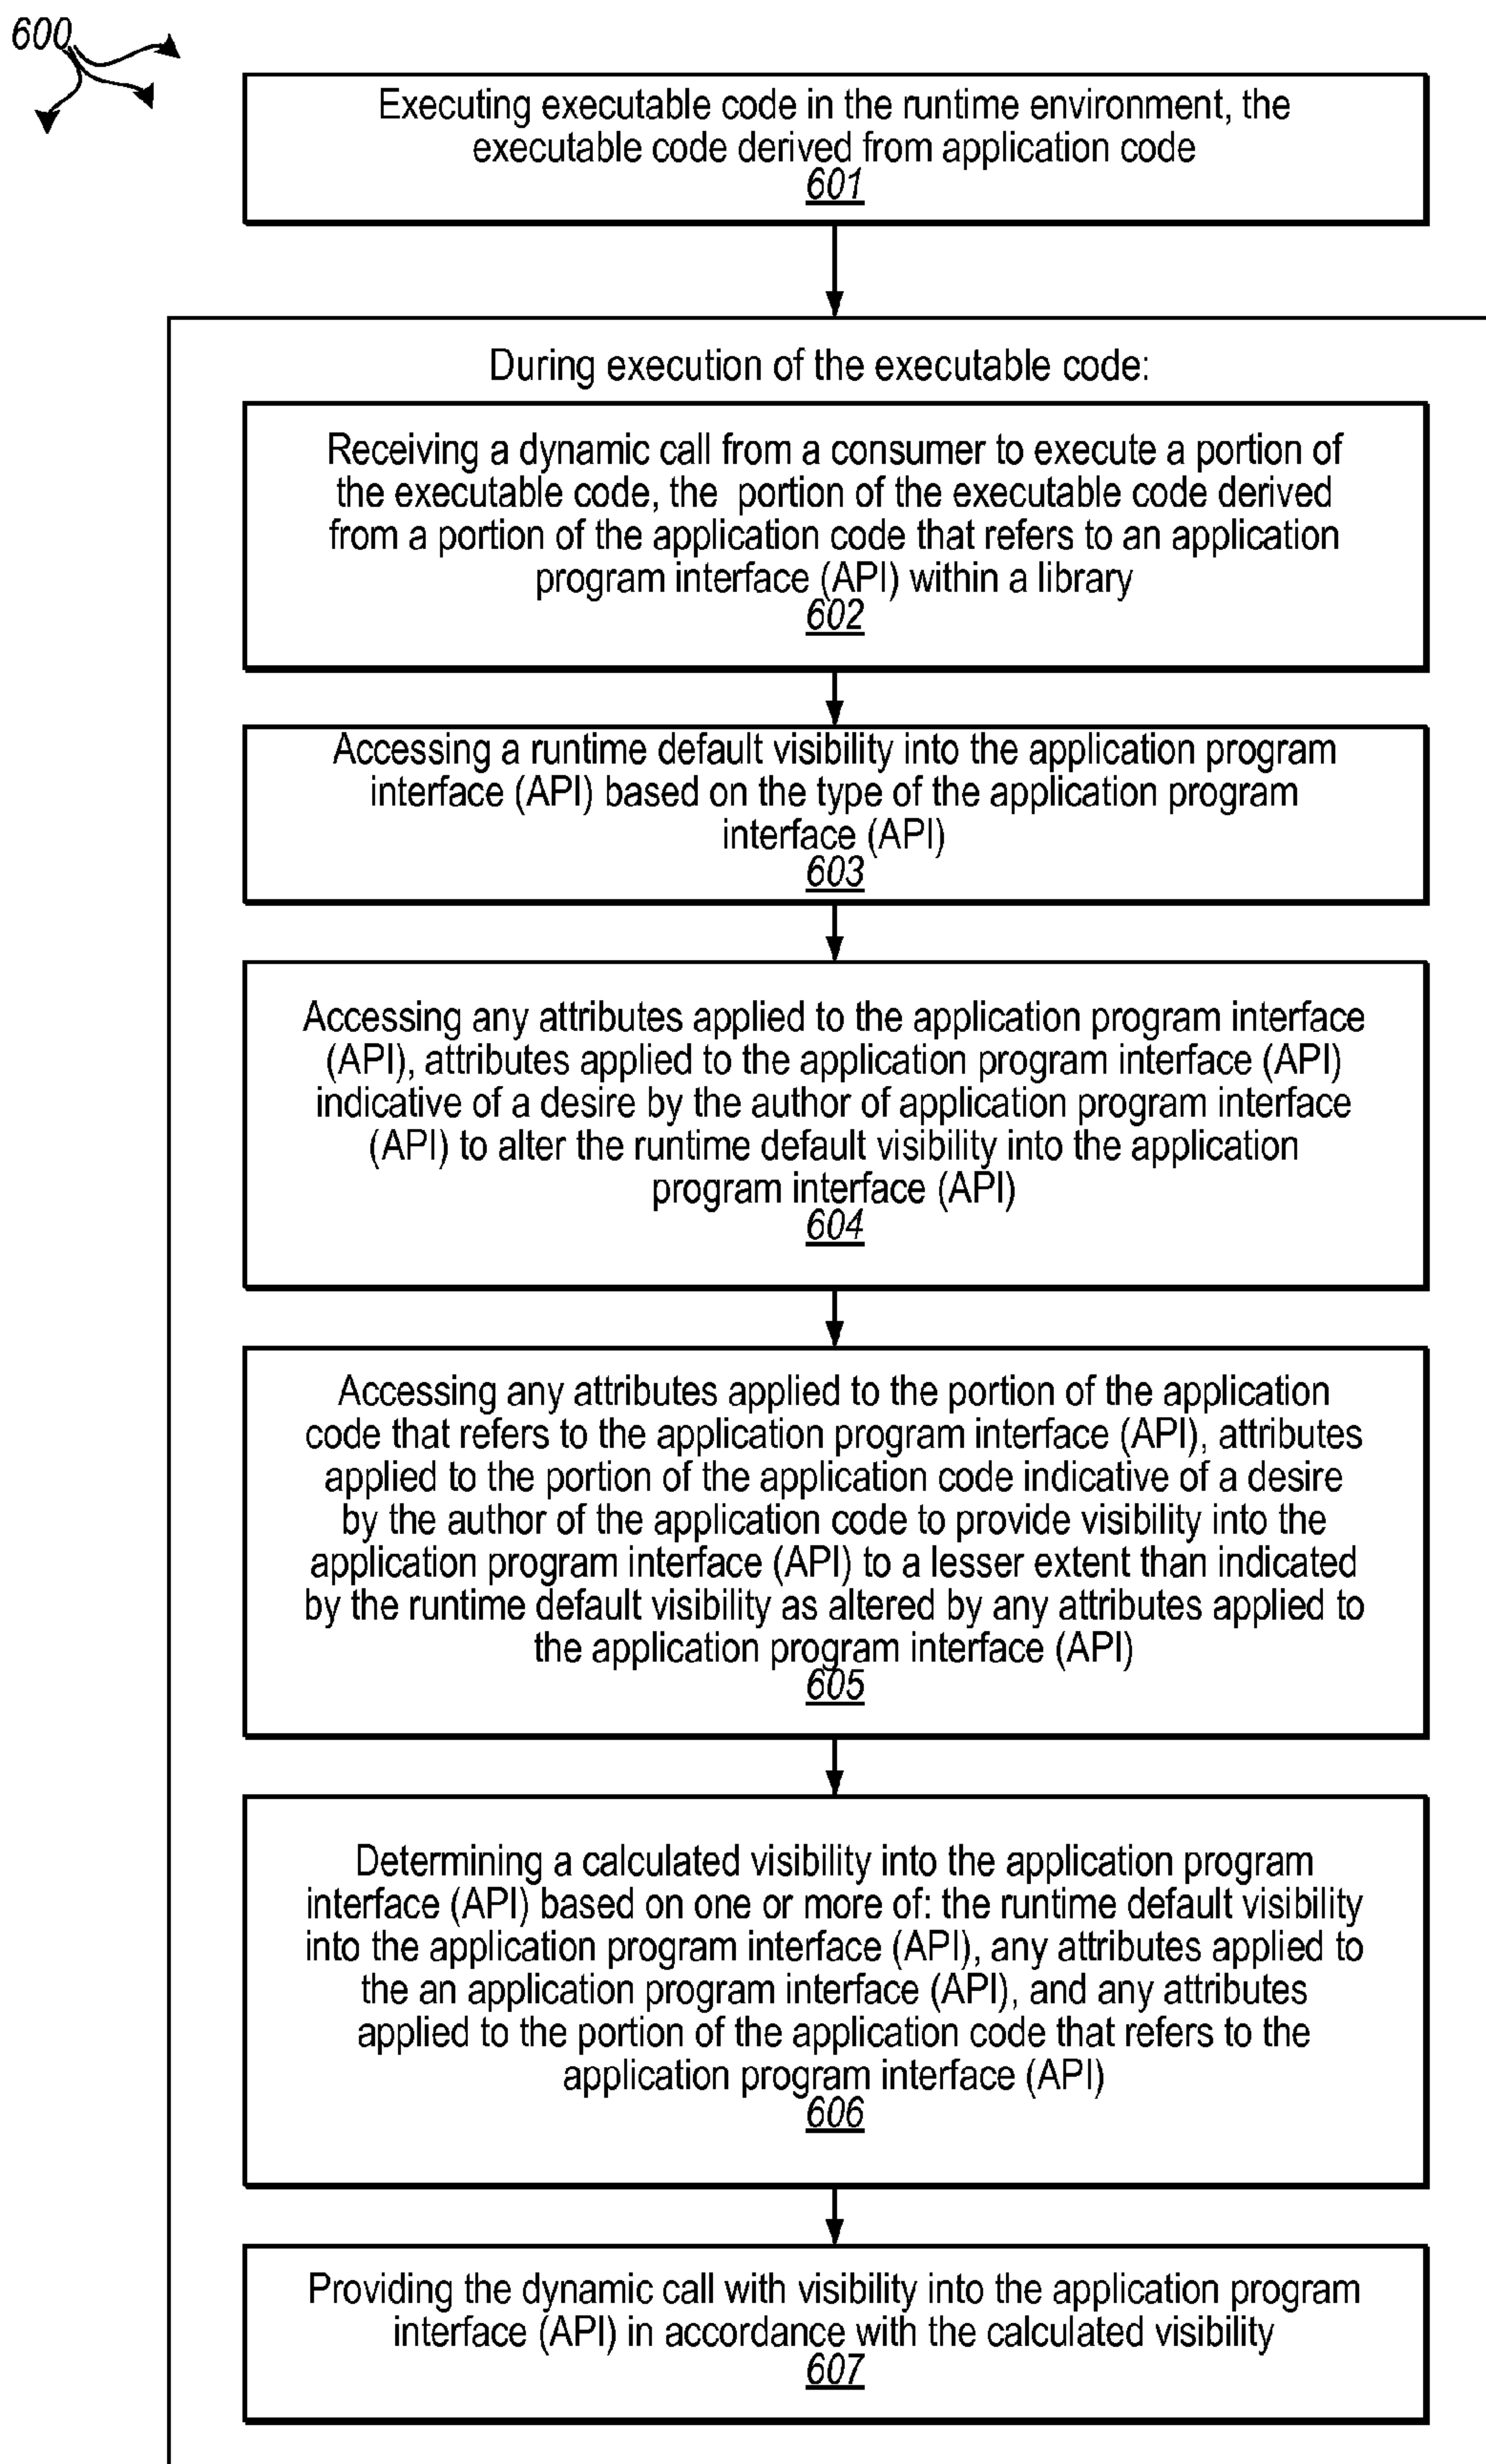 600
Executing executable code in the runtime environment, the
executable code derived from application code
601
During execution of the executable code:
Receiving a dynamic call from a consumer to execute a portion of
the executable code, the portion of the executable code derived
from a portion of the application code that refers to an application
program interface (API) within a library
602
Accessing a runtime default visibility into the application program
interface (API) based on the type of the application program
interface (API)
603
Accessing any attributes applied to the application program interface
(API), attributes applied to the application program interface (API)
indicative of a desire by the author of application program interface
(API) to alter the runtime default visibility into the application
program interface (API)
604
Accessing any attributes applied to the portion of the application
code that refers to the application program interface (API), attributes
applied to the portion of the application code indicative of a desire
by the author of the application code to provide visibility into the
application program interface (API) to a lesser extent than indicated
by the runtime default visibility as altered by any attributes applied to
the application program interface (API)
605
Determining a calculated visibility into the application program
interface (API) based on one or more of: the runtime default visibility
into the application program interface (API), any attributes applied to
the an application program interface (API), and any attributes
applied to the portion of the application code that refers to the
application program interface (API)
606
Providing the dynamic call with visibility into the application program
interface (API) in accordance with the calculated visibility
607